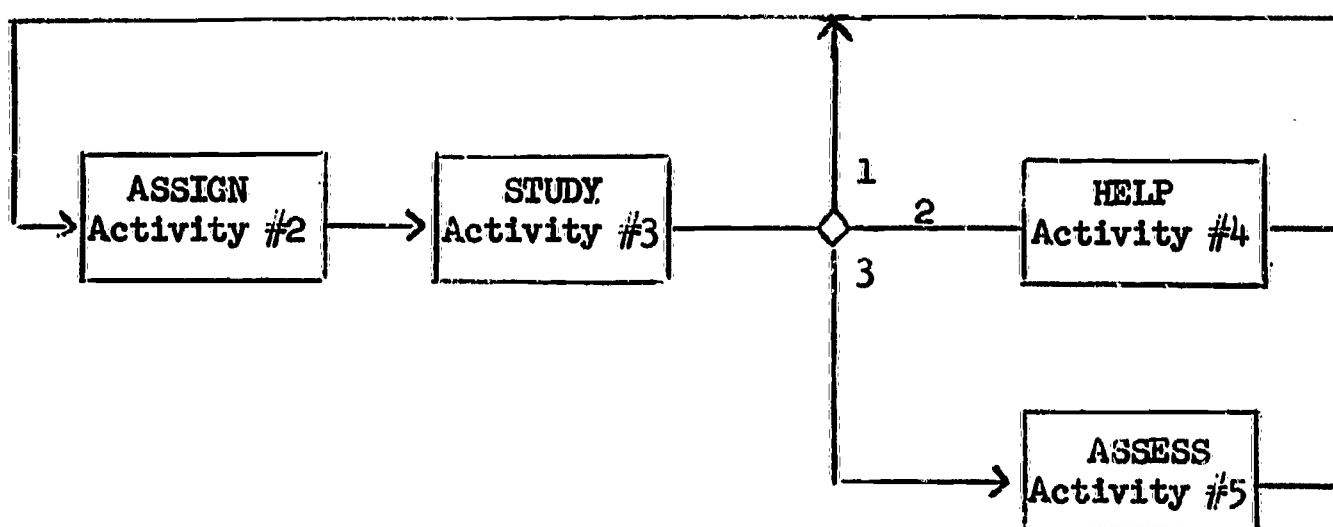 ASSIGN
Activity #2
STUDY
Activity #3
1
2
3
HELP
Activity #4
ASSESS
Activity #5